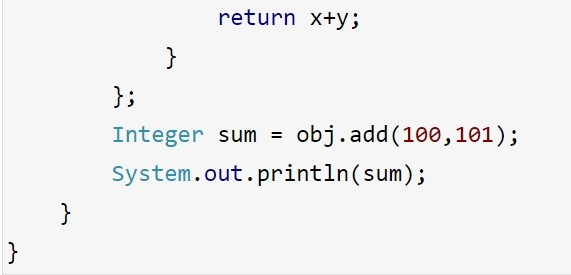 return x+y;
}
};
Integer sum = obj.add(100,101);
System.out.println(sum);
}
}